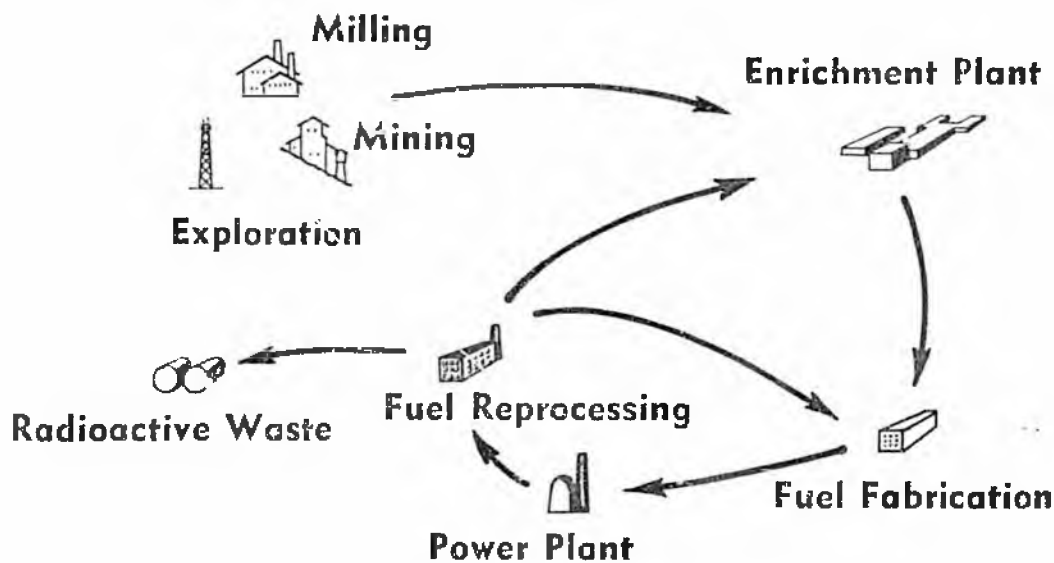 Milling
Enrichment Plant
Mining
Exploration
Fuel Reprocessing
Radioactive Waste
Fuel Fabrication
Power Plant